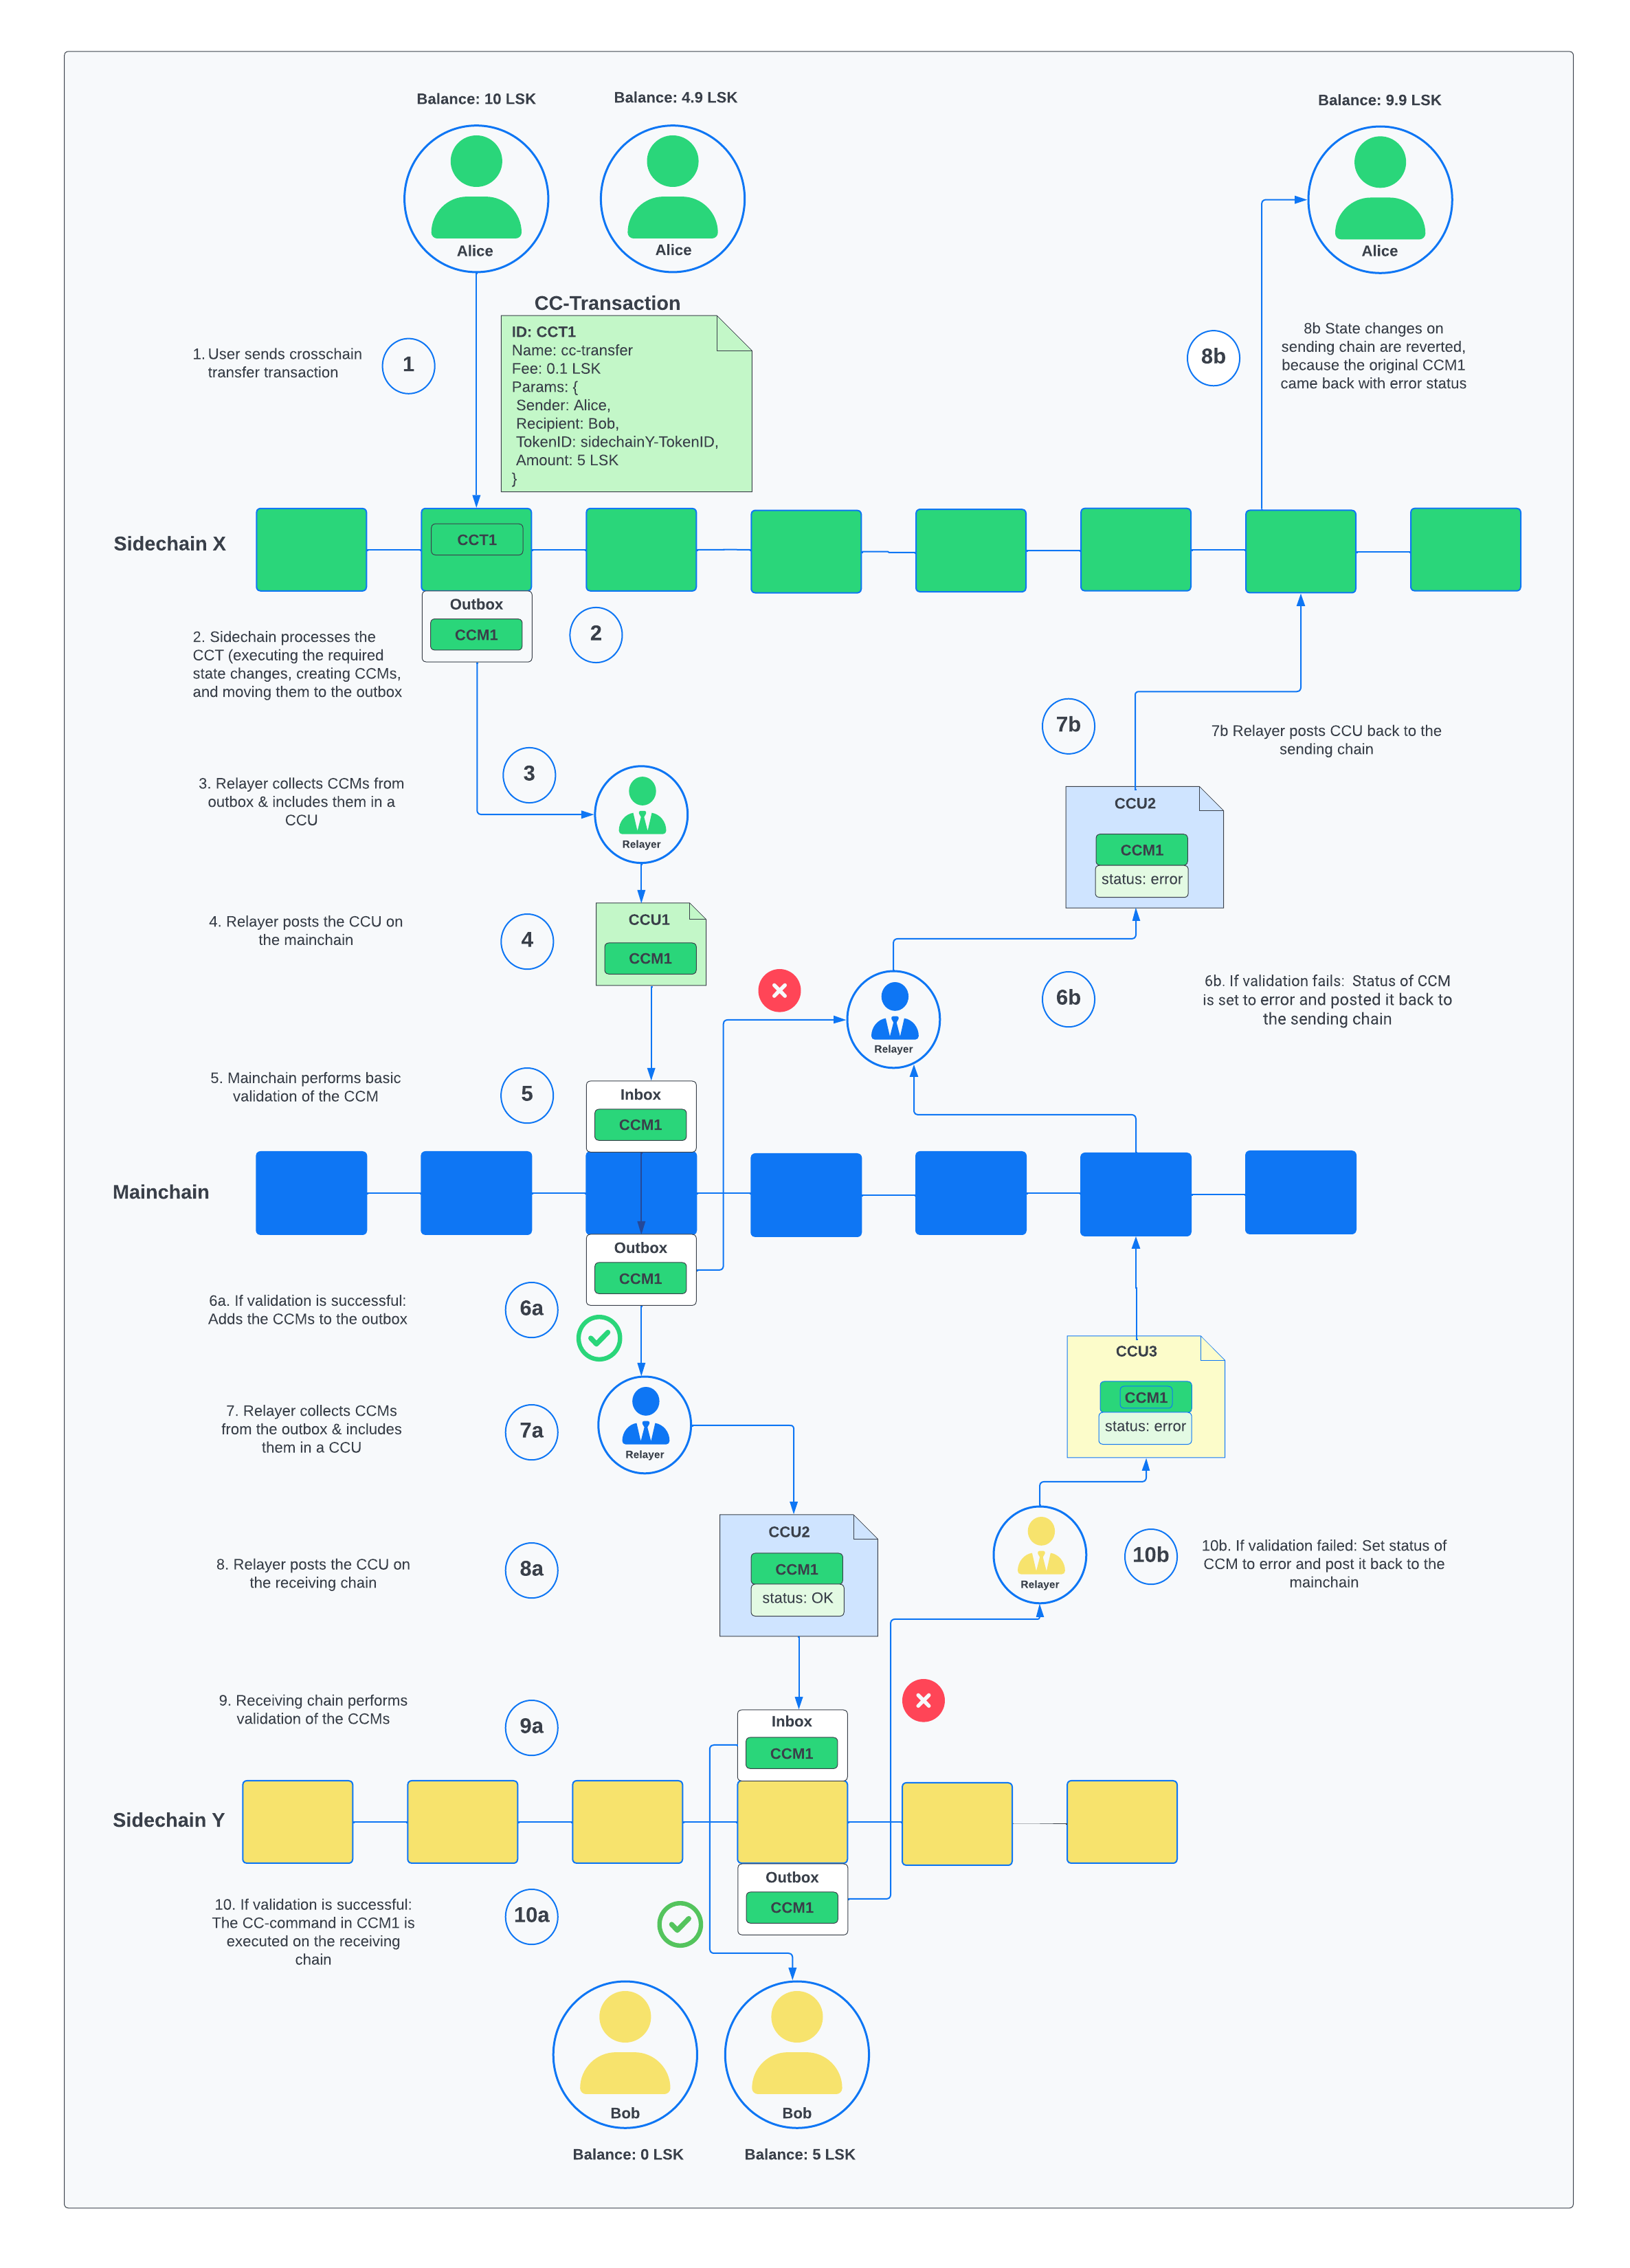 Balance: 10 LSK
Balance: 4.9 LSK
Balance: 9.9 LSK
Alice
Alice
Alice
CC-Transaction
ID: CCT1
Name: cc-transfer
Fee: 0.1 LSK
Params: {
Sender: Alice,
Recipient: Bob,
TokenID: sidechainY-TokenID,
Amount: 5 LSK
}
1. User sends crosschain
transfer transaction
1
8b
8b State changes on
sending chain are reverted,
because the original CCM1
came back with error status
Sidechain X
CCT1
Outbox
CCM1
2
2. Sidechain processes the
CCT (executing the required
state changes, creating CCMs,
and moving them to the outbox
7b
7b Relayer posts CCU back to the
sending chain
3. Relayer collects CCMs from
outbox & includes them in a
CCU
3
Relayer
CCU2
CCM1
status: error
4. Relayer posts the CCU on
the mainchain
4
CCU1
CCM1
6b
6b. If validation fails:  Status of CCM
is set to error and posted it back to
the sending chain
Relayer
5. Mainchain performs basic
validation of the CCM
5
Inbox
CCM1
Mainchain
Outbox
CCM1
6a. If validation is successful:
Adds the CCMs to the outbox
6a
CCU3
CCM1
status: error
7. Relayer collects CCMs
from the outbox & includes
them in a CCU
7a
Relayer
8. Relayer posts the CCU on
the receiving chain
8a
CCU2
CCM1
status: OK
Relayer
10b
10b. If validation failed: Set status of
CCM to error and post it back to the
mainchain
9. Receiving chain performs
validation of the CCMs
9a
Inbox
CCM1
Sidechain Y
Outbox
CCM1
10. If validation is successful:
The CC-command in CCM1 is
executed on the receiving
chain
10a
Bob
Bob
Balance: 0 LSK
Balance: 5 LSK